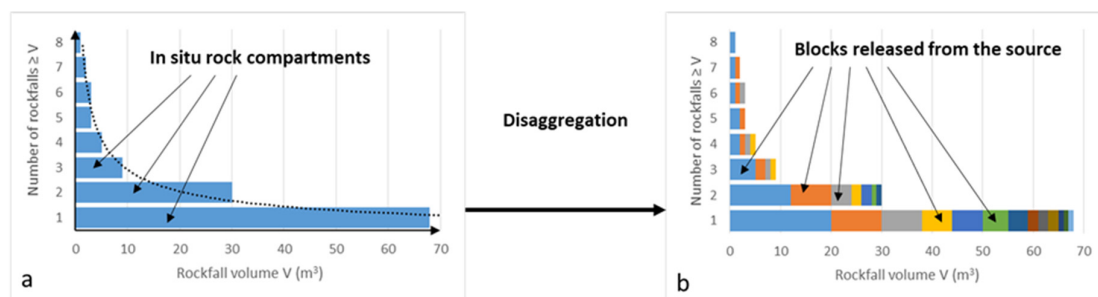 In situ rock compartments
Number of rockfalls ≥ V
8
7
6
5
4
3
2
1
0 10 20 30 40 50 60 70
Rockfall volume V (m³)
a
Disaggregation
Blocks released from the source
Number of rockfalls ≥ V
8
7
6
5
4
3
2
1
0 10 20 30 40 50 60 70
Rockfall volume V (m³)
b